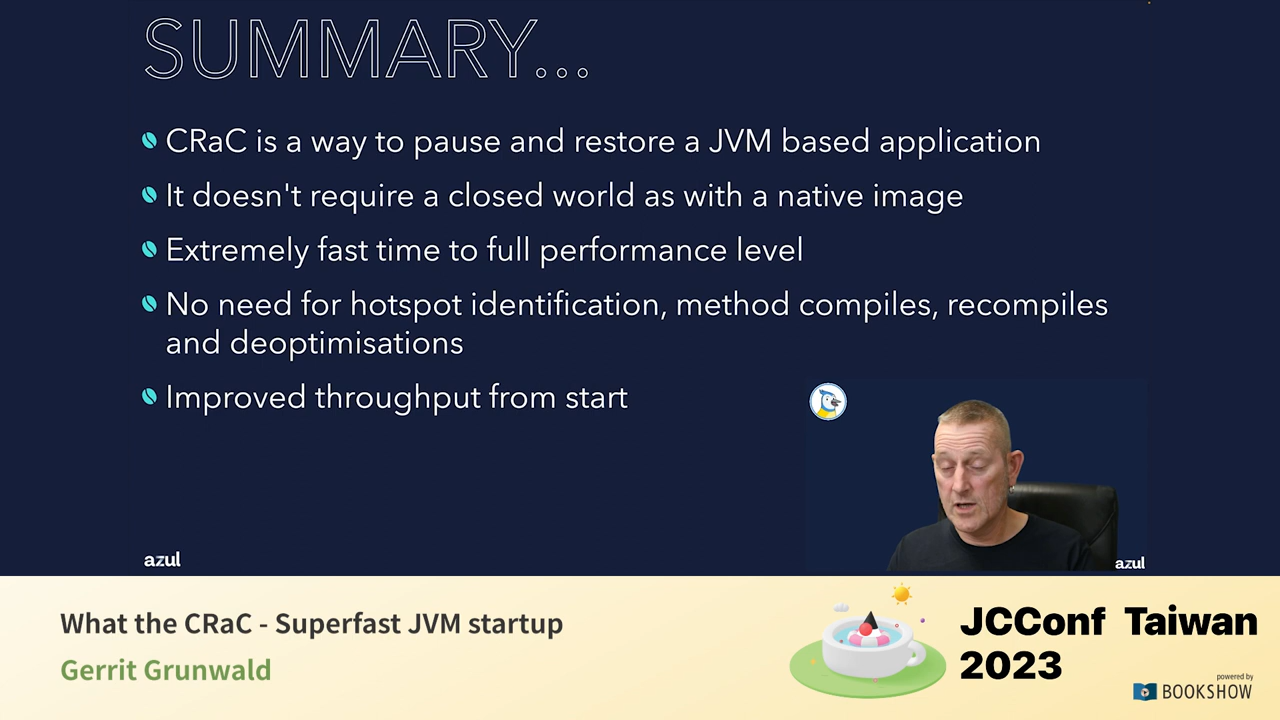 SUMMARY...
CRaC is a way to pause and restore a JVM based application
It doesn't require a closed world as with a native image
Extremely fast time to full performance level
No need for hotspot identification, method compiles, recompiles
and deoptimisations
Improved throughput from start
azul
azul
What the CRaC - Superfast JVM startup
Gerrit Grunwald
JCConf Taiwan
2023
powered by
BOOKSHOW